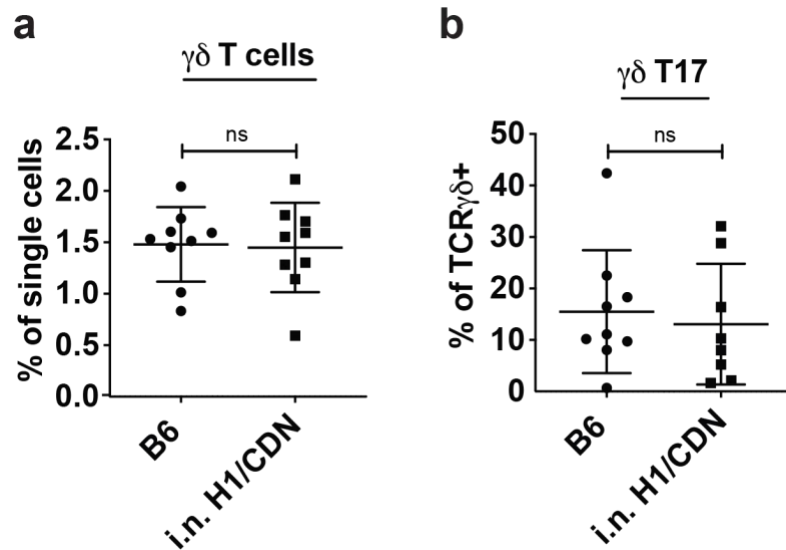 a
γδ T cells
ns
% of single cells
2.5
2.0
1.5
1.0
0.5
0.0
B6
i.n. H1/CDN
b
γδ T17
ns
% of TCRγδ+
50
40
30
20
10
0
B6
i.n. H1/CDN